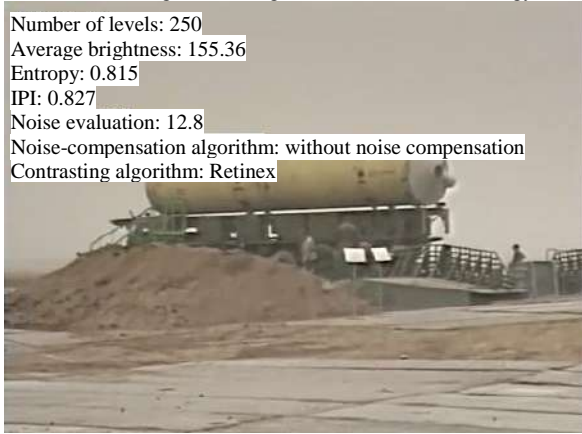 Number of levels: 250
Average brightness: 155.36
Entropy: 0.815
IPI: 0.827
Noise evaluation: 12.8
Noise-compensation algorithm: without noise compensation
Contrasting algorithm: Retinex